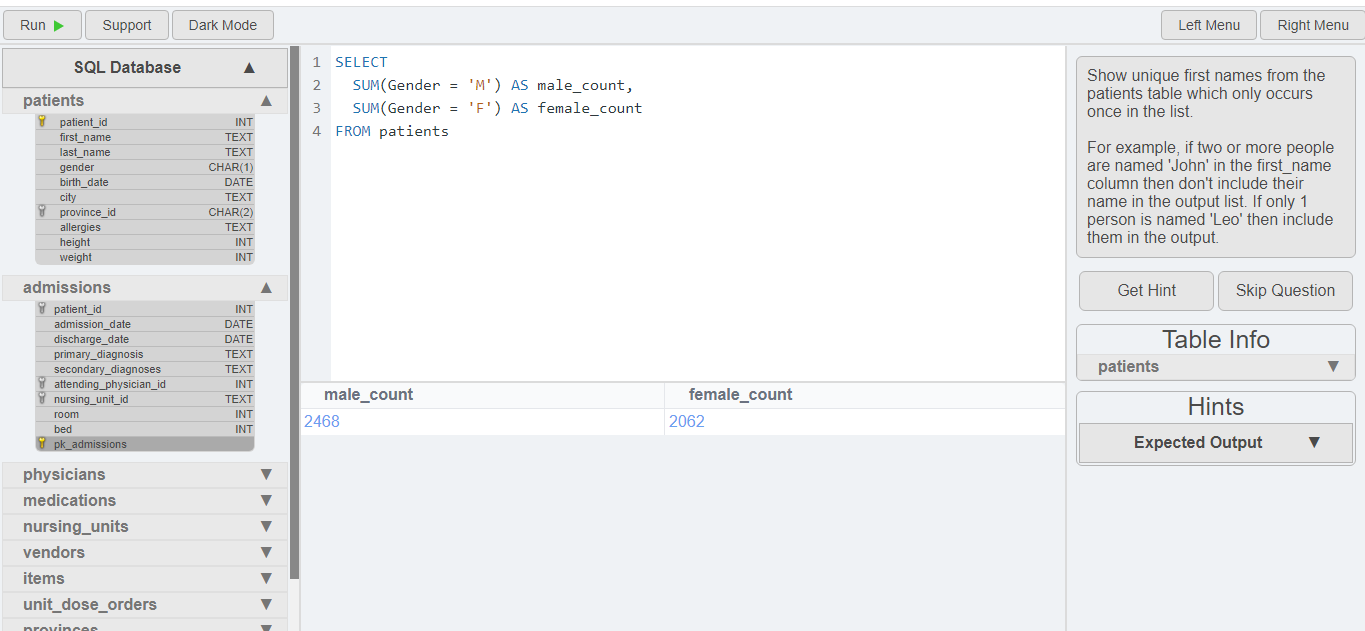 Run ▶ Support Dark Mode Left Menu Right Menu
SQL Database ▲
patients ▲
patient_id INT
first_name TEXT
last_name TEXT
gender CHAR(1)
birth_date DATE
city TEXT
province_id CHAR(2)
allergies TEXT
height INT
weight INT
admissions ▲
patient_id INT
admission_date DATE
discharge_date DATE
primary_diagnosis TEXT
secondary_diagnoses TEXT
attending_physician_id INT
nursing_unit_id TEXT
room INT
bed INT
pk_admissions
physicians ▼
medications ▼
nursing_units ▼
vendors ▼
items ▼
unit_dose_orders ▼
provinces ▼
1 SELECT
2 SUM(Gender = 'M') AS male_count,
3 SUM(Gender = 'F') AS female_count
4 FROM patients
male_count female_count
2468 2062
Show unique first names from the
patients table which only occurs
once in the list.
For example, if two or more people
are named 'John' in the first_name
column then don't include their
name in the output list. If only 1
person is named 'Leo' then include
them in the output.
Get Hint Skip Question
Table Info
patients ▼
Hints
Expected Output ▼